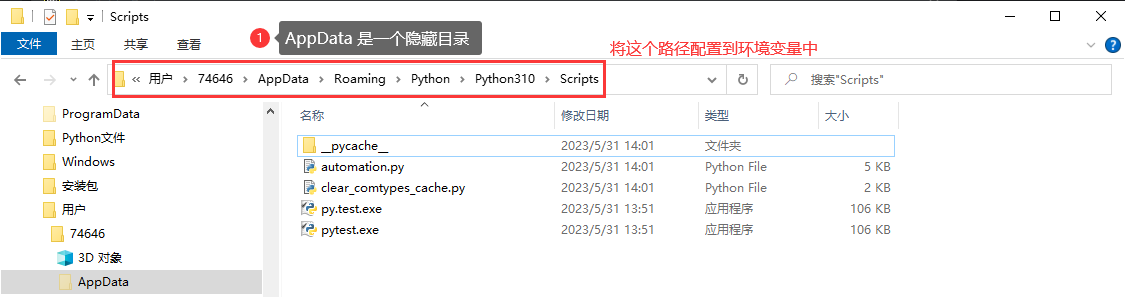 Scripts
文件 主页 共享 查看
1 AppData 是一个隐藏目录
将这个路径配置到环境变量中
« 用户 › 74646 › AppData › Roaming › Python › Python310 › Scripts
搜索"Scripts"
ProgramData
Python文件
Windows
安装包
用户
74646
3D 对象
AppData
名称 修改日期 类型 大小
__pycache__ 2023/5/31 14:01 文件夹
automation.py 2023/5/31 14:01 Python File 5 KB
clear_comtypes_cache.py 2023/5/31 14:01 Python File 2 KB
py.test.exe 2023/5/31 13:51 应用程序 106 KB
pytest.exe 2023/5/31 13:51 应用程序 106 KB